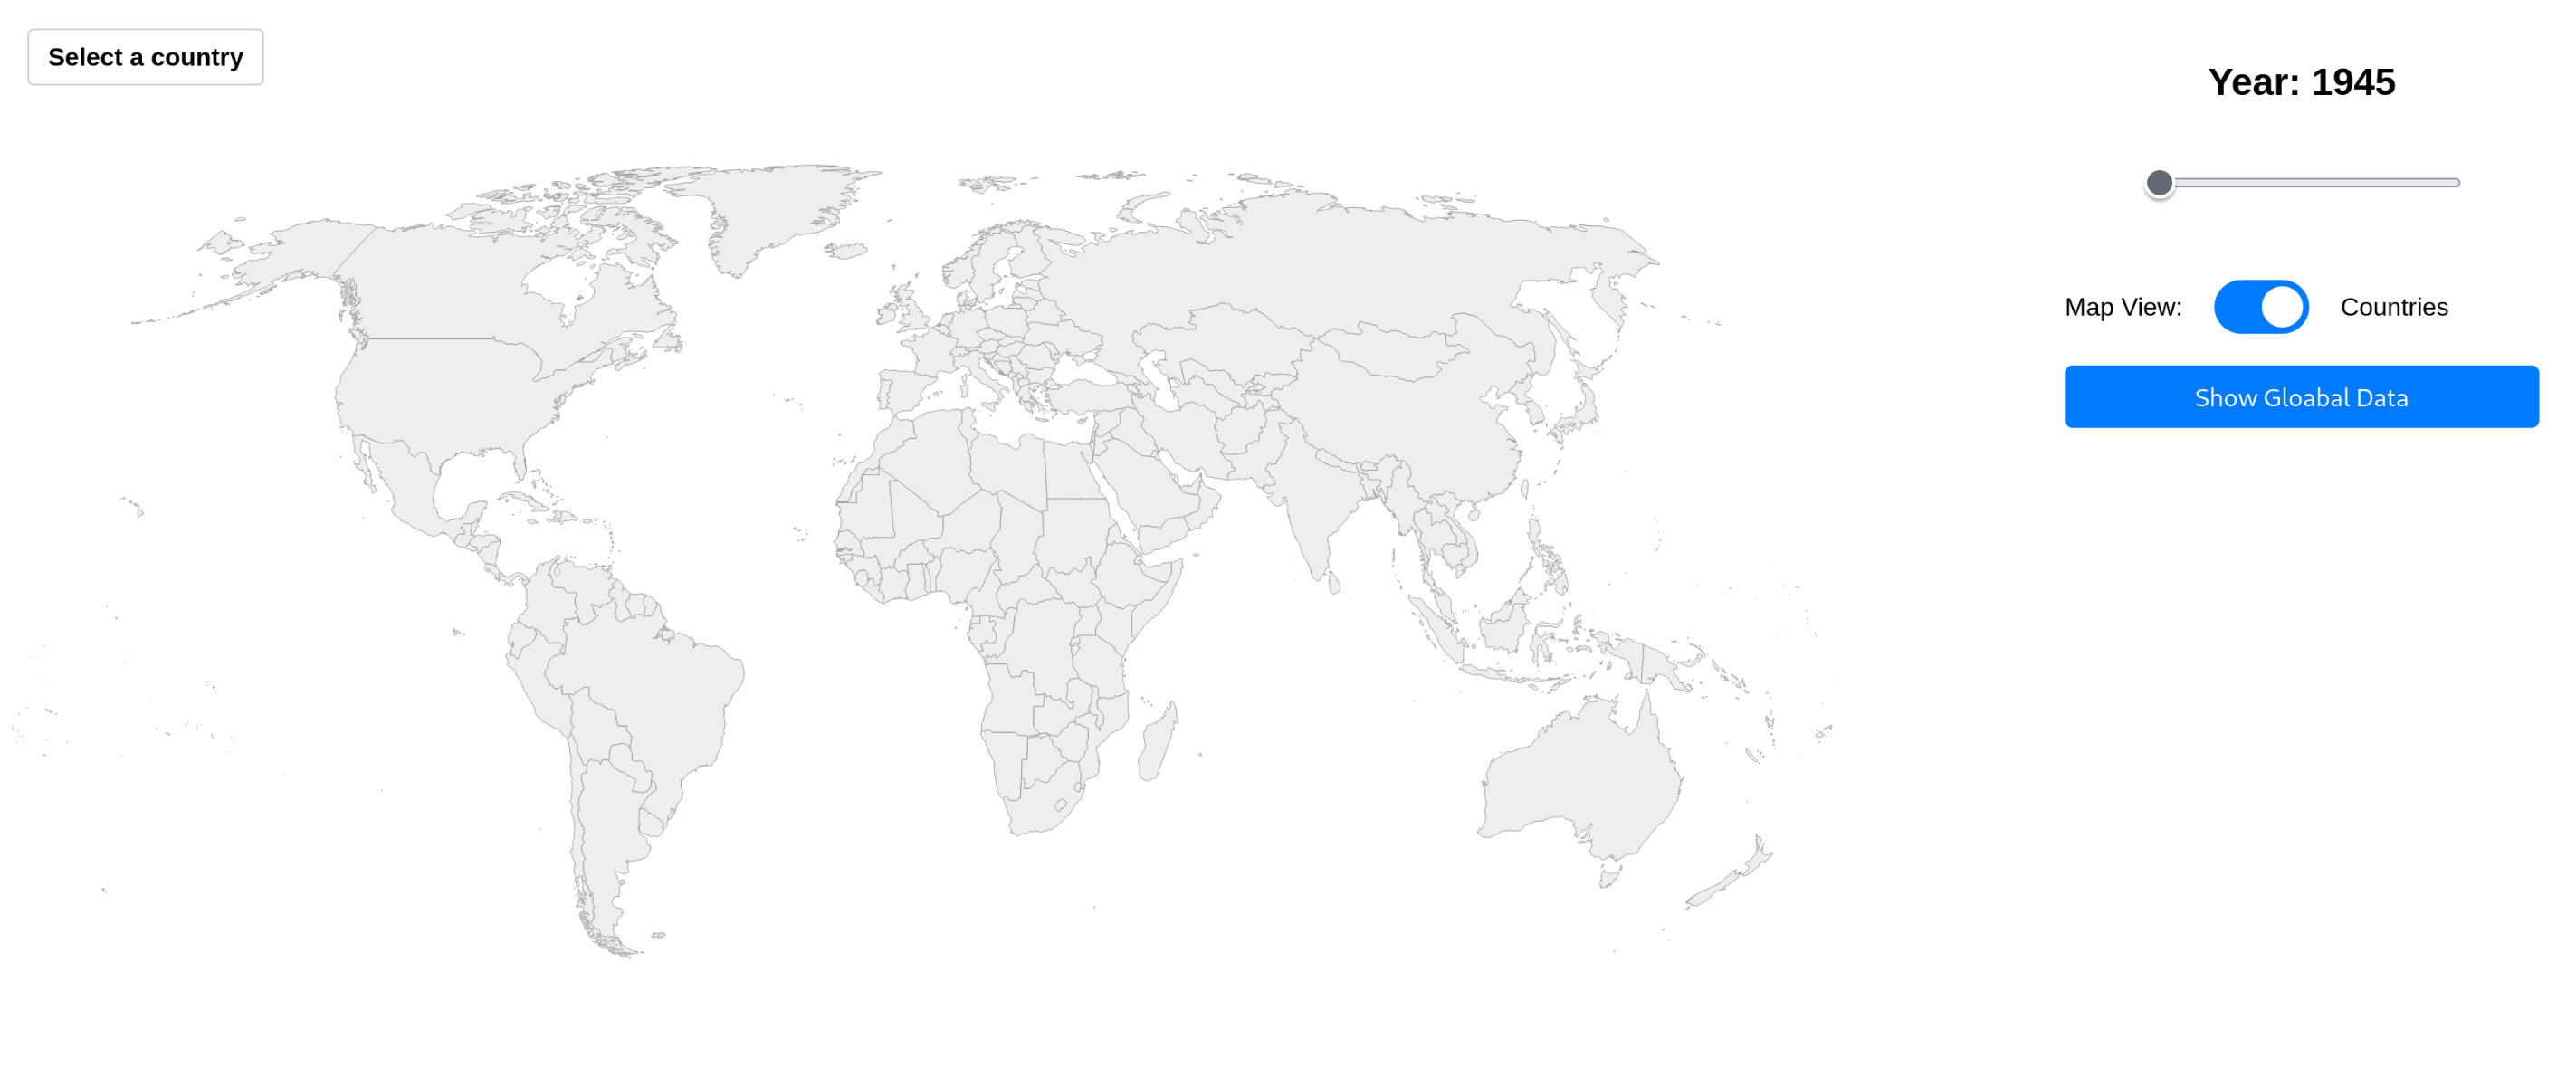 Select a country
Year: 1945
Map View:
Countries
Show Gloabal Data